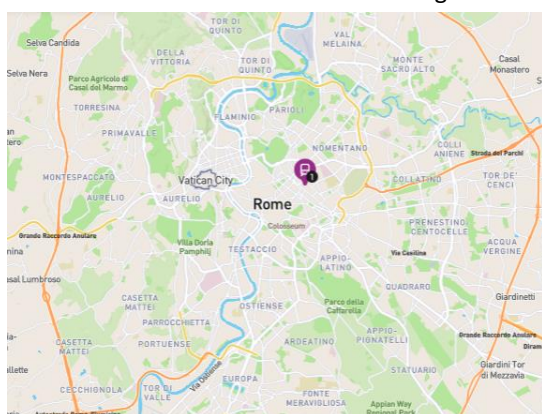 TOR DI
QUINTO
Selva Candida
VAL
MELAINA
DELLA
VITTORIA
TOR DI
QUINTO
MONTE
SACRO ALTO
Casal
Monastero
Selva Nera
Parco Agricolo di
Casal del Marmo
TORRESINA
FLAMINIO
PARIOLI
PRIMAVALLE
NOMENTANO
COLLI
ANIENE
Strada dei Parchi
MONTESPACCATO
Vatican City
1
COLLATINO
TOR DE'
CENCI
AURELIO
AURELIO
Rome
Colosseum
PRENESTINO
CENTOCELLE
Grande Raccordo Anulare
Villa Doria
Pamphilj
TESTACCIO
APPIO-
LATINO
Via Casilina
ACQUA
VERGINE
asal Lumbroso
QUADRARO
CASETTA
MATTEI
OSTIENSE
Parco della
Caffarella
Giardinetti
PARROCCHIETTA
CASETTA
MATTEI
PORTUENSE
ARDEATINO
APPIO-
PIGNATELLI
Grande Raccordo Anulare
STATUARIO
Giardini Tor
di Mezzavia
CECCHIGNOLA
TOR DI
VALLE
Via Ostiense
EUROPA
FONTE
MERAVIGLIOSA
Appian Way
Regional Park